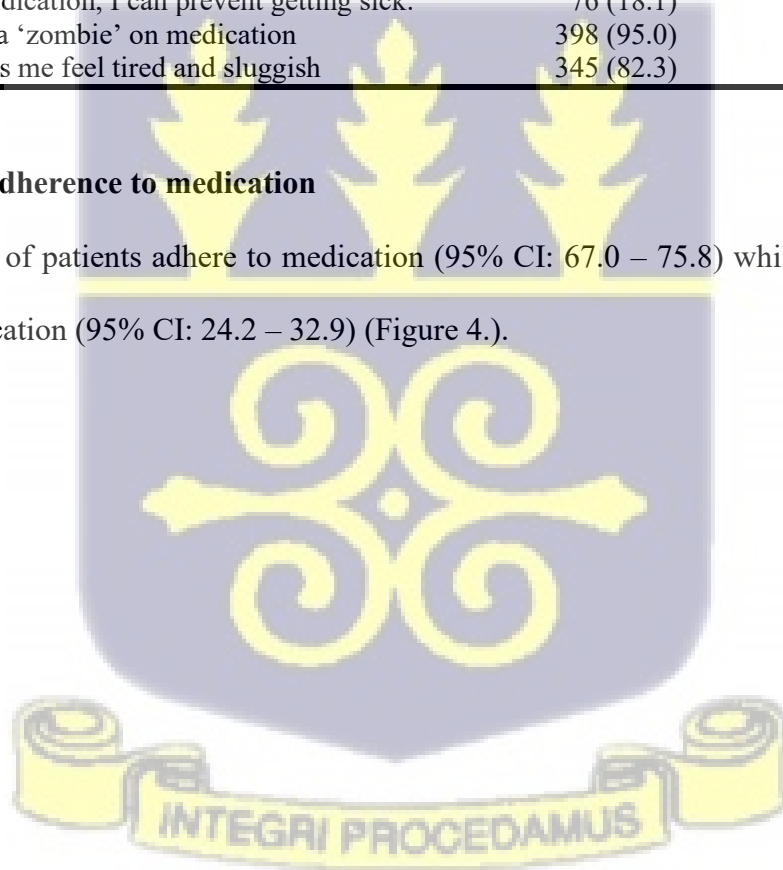 dication, I can prevent getting sick. 76 (18.1)
a ‘zombie’ on medication 398 (95.0)
s me feel tired and sluggish 345 (82.3)
dherence to medication
of patients adhere to medication (95% CI: 67.0 – 75.8) whi
cation (95% CI: 24.2 – 32.9) (Figure 4.).
INTEGRI PROCEDAMUS